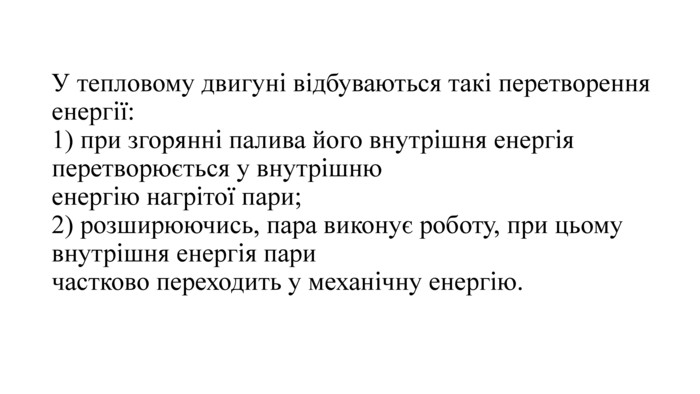 У тепловому двигуні відбуваються такі перетворення
енергії:
1) при згорянні палива його внутрішня енергія
перетворюється у внутрішню
енергію нагрітої пари;
2) розширюючись, пара виконує роботу, при цьому
внутрішня енергія пари
частково переходить у механічну енергію.